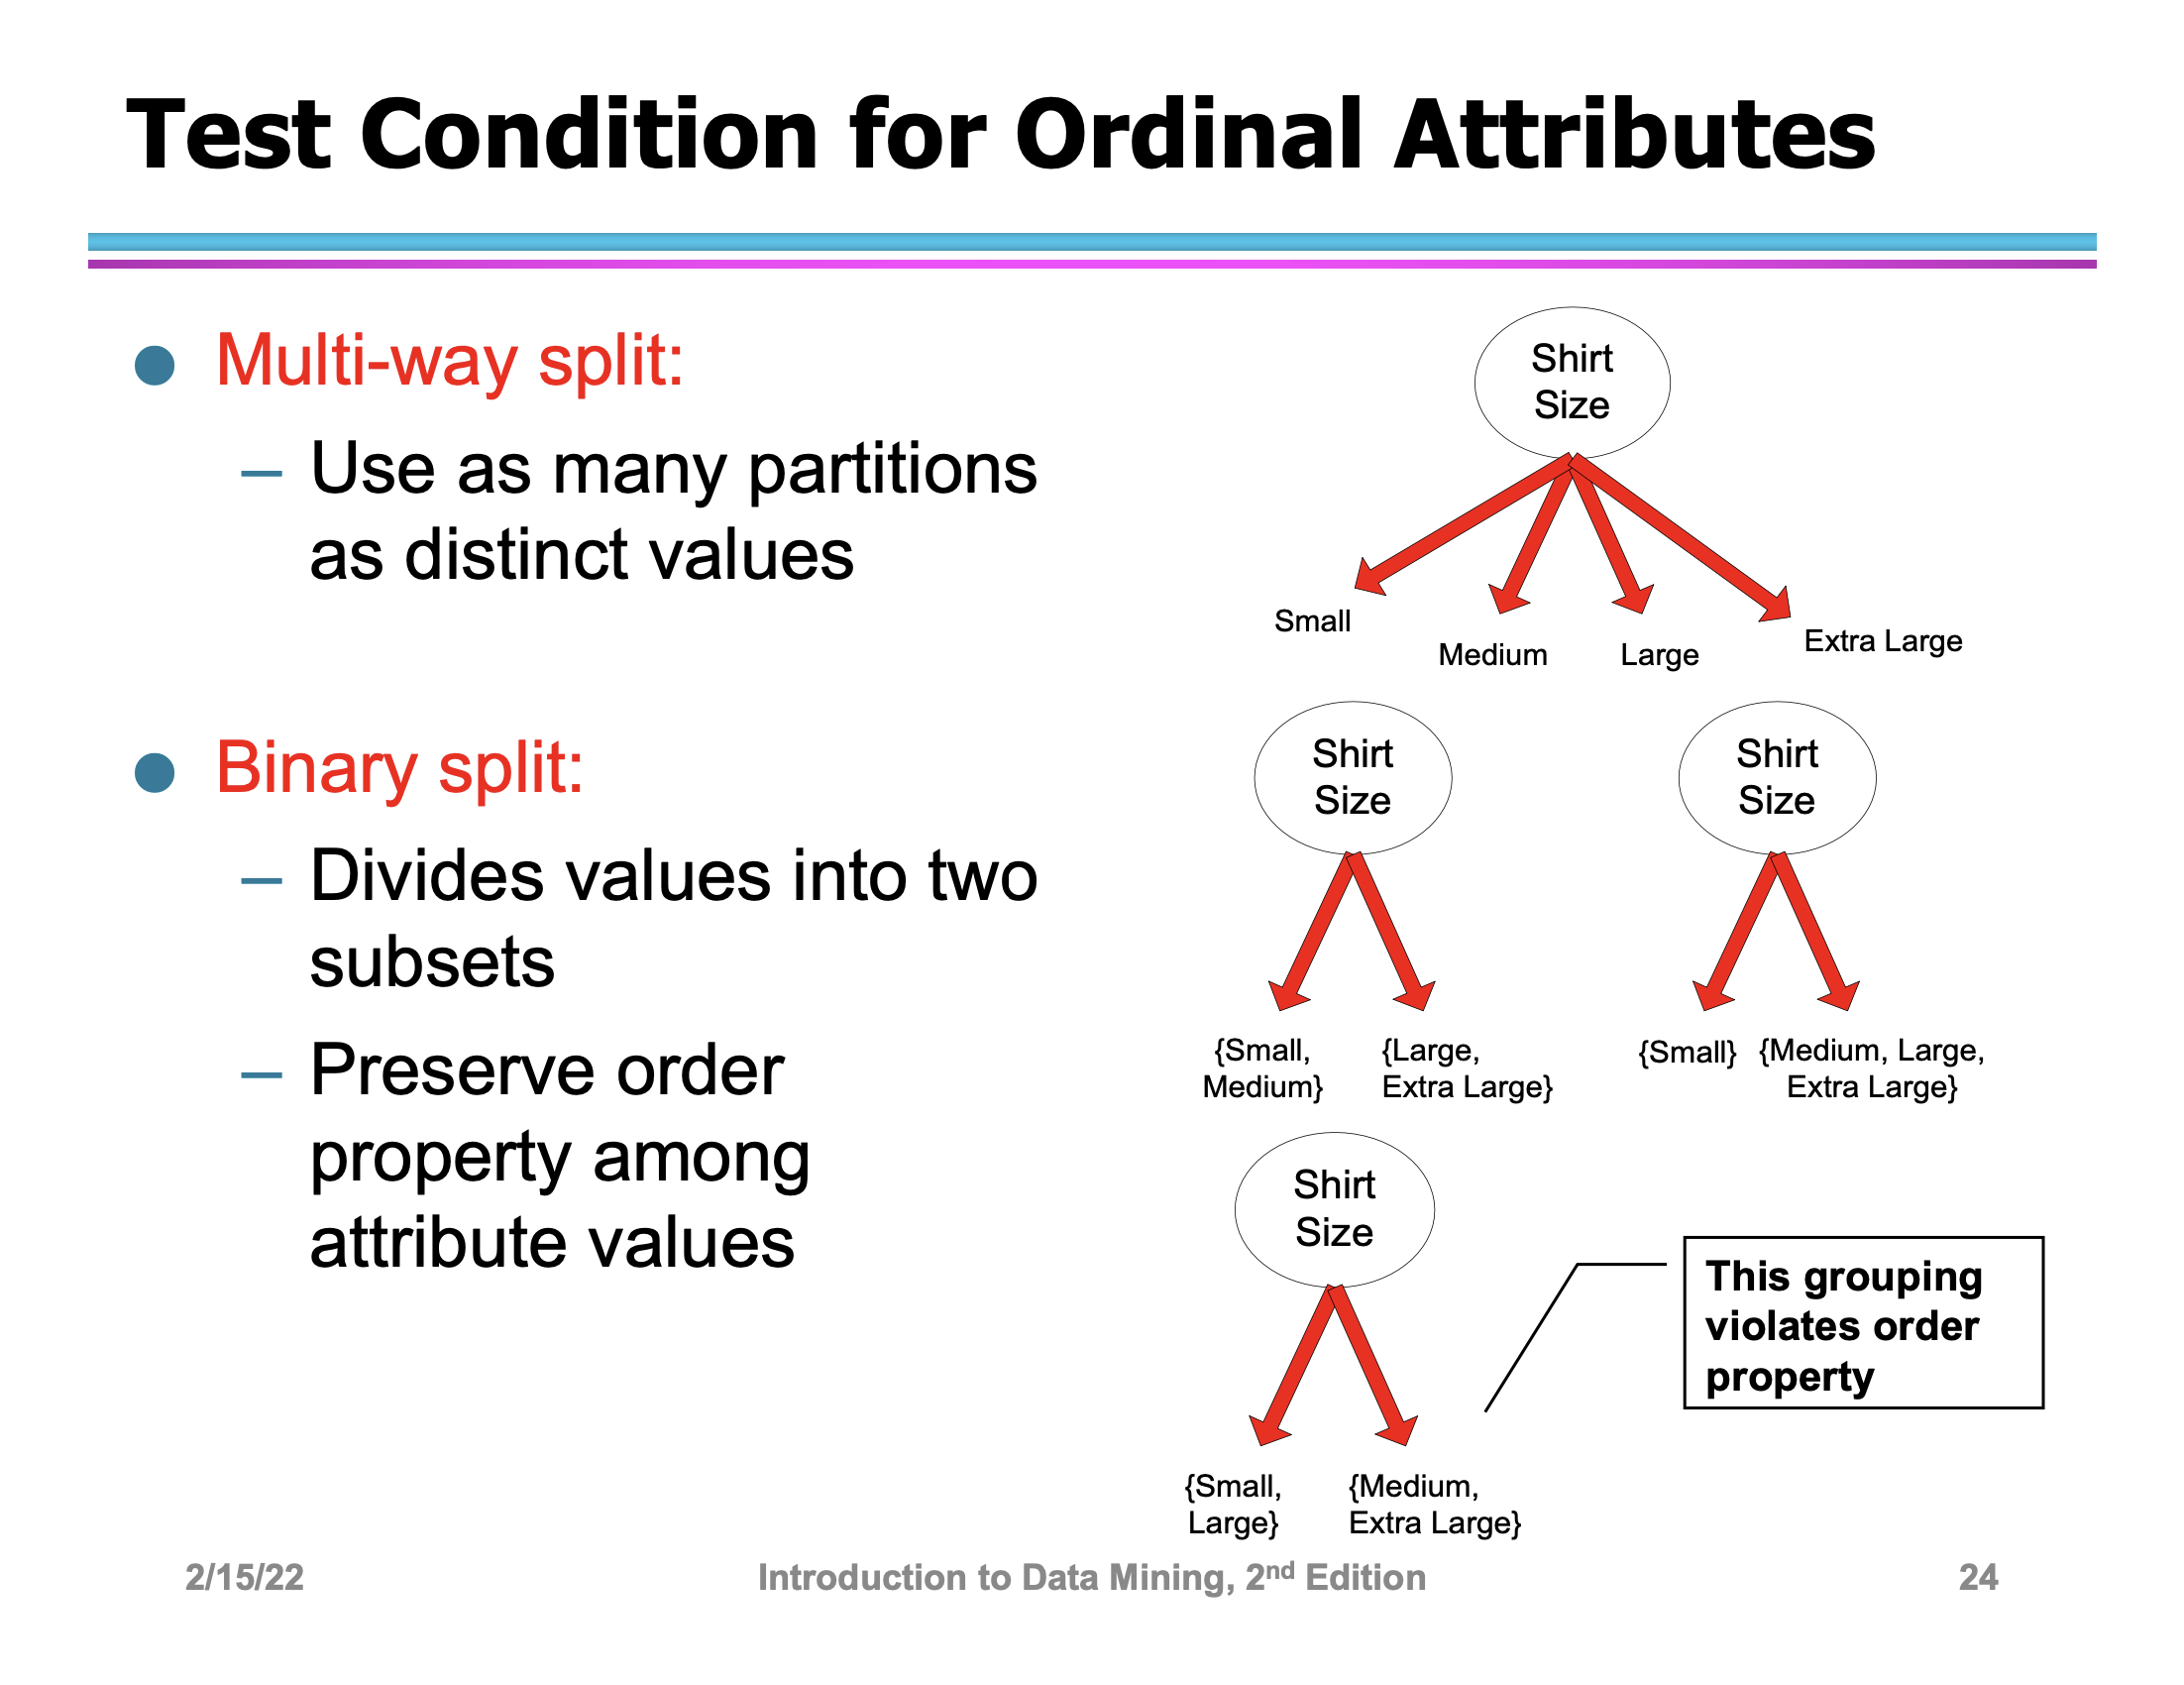 Test Condition for Ordinal Attributes
Multi-way split:
– Use as many partitions
as distinct values
Binary split:
– Divides values into two
subsets
– Preserve order
property among
attribute values
Shirt
Size
Small
Medium
Large
Extra Large
Shirt
Size
{Small,
Medium}
{Large,
Extra Large}
Shirt
Size
{Small}
{Medium, Large,
Extra Large}
Shirt
Size
{Small,
Large}
{Medium,
Extra Large}
This grouping
violates order
property
2/15/22
Introduction to Data Mining, 2nd Edition
24